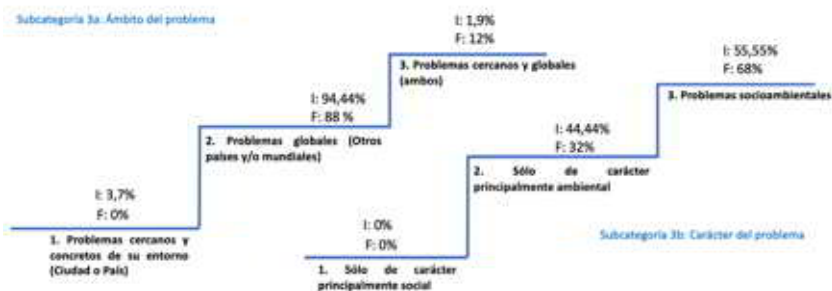 Subcategoría 3a: Ámbito del problema
I: 1,9%
F: 12%
3. Problemas cercanos y globales
(ambos)
I: 94,44%
F: 88 %
2. Problemas globales (Otros
países y/o mundiales)
I: 3,7%
F: 0%
1. Problemas cercanos y
concretos de su entorno
(Ciudad o País)
I: 55,55%
F: 68%
3. Problemas socioambientales
I: 44,44%
F: 32%
2. Sólo de carácter
principalmente ambiental
I: 0%
F: 0%
1. Sólo de carácter
principalmente social
Subcategoría 3b: Carácter del problema